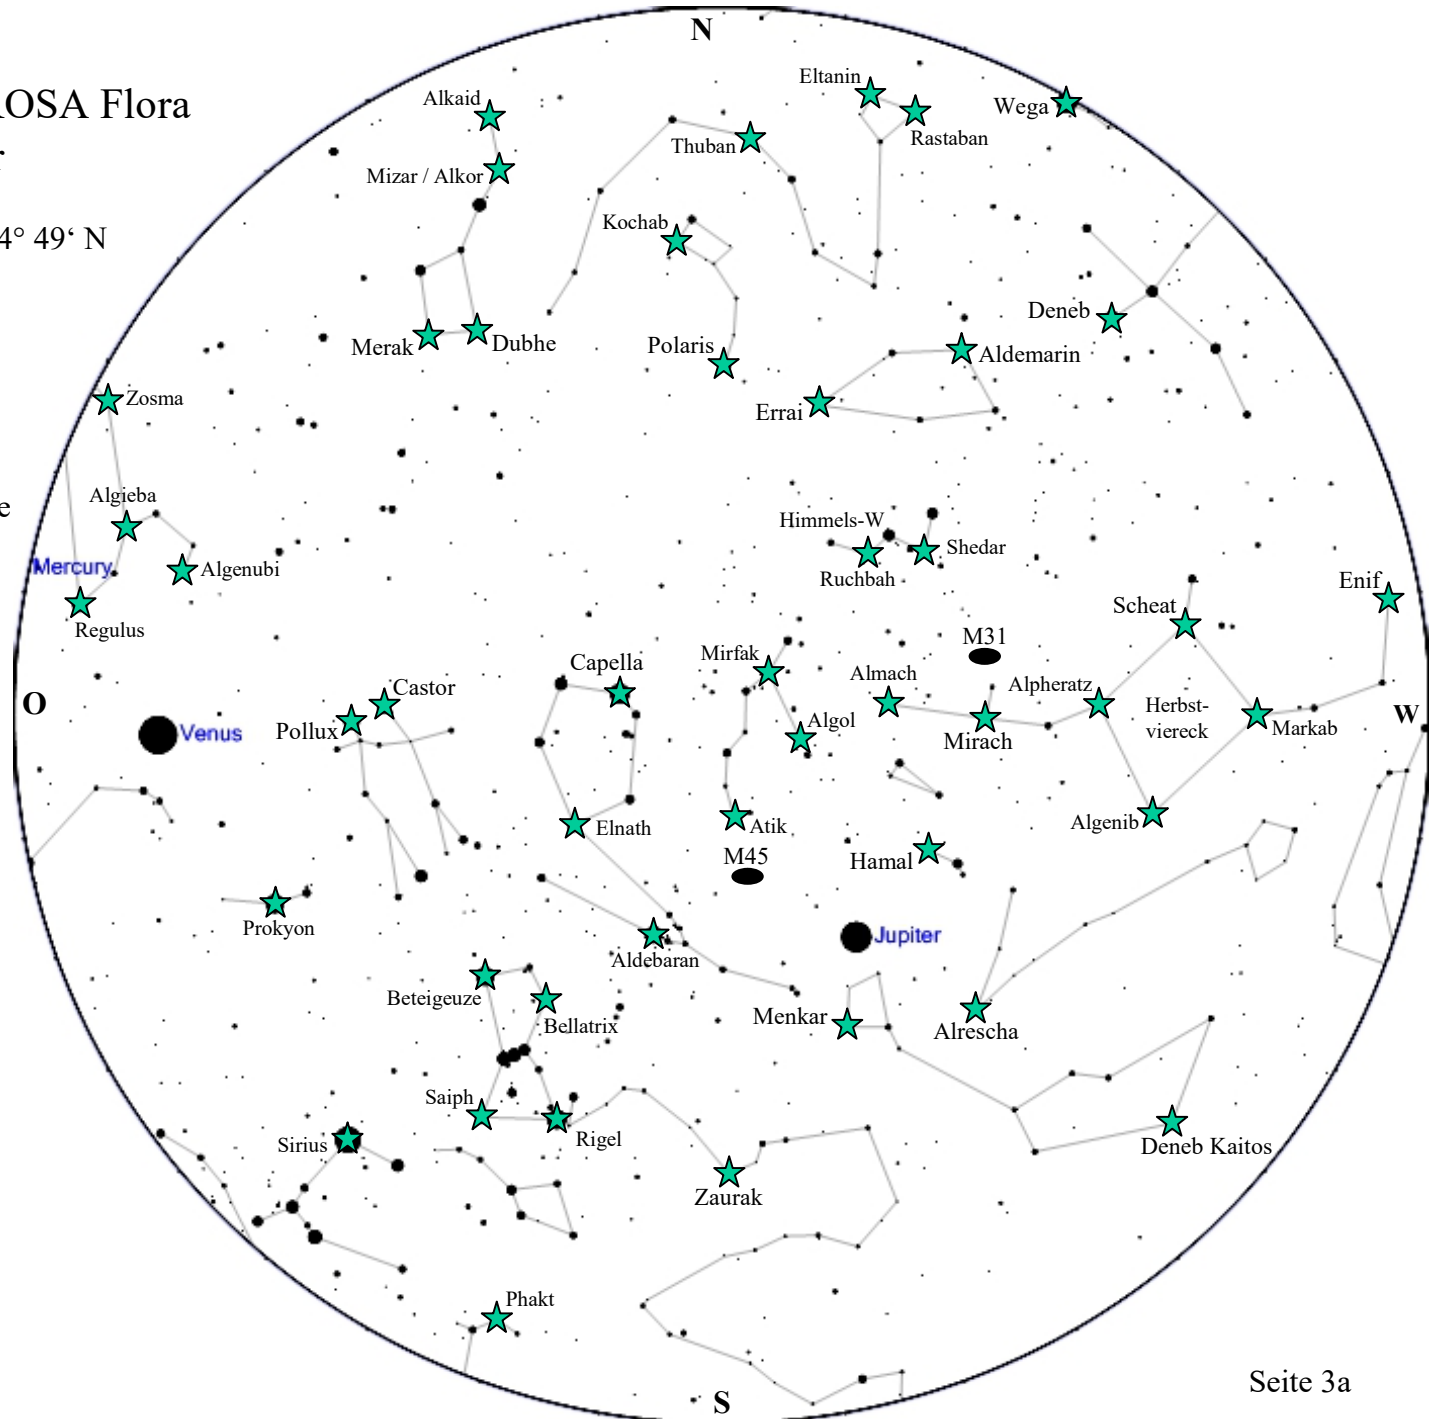 N
Eltanin
Wega
Alkaid
ROSA Flora
Rastaban
Thuban
Mizar / Alkor
Kochab
4° 49‘ N
Deneb
Merak
Dubhe
Polaris
Aldemarin
Zosma
Errai
Algieba
e
Himmels-W
Shedar
Mercury
Algenubi
Ruchbah
Enif
Scheat
Regulus
M31
Mirfak
Capella
Almach
Alpheratz
Castor
O
Herbst-
viereck
W
Algol
Pollux
Venus
Mirach
Markab
Algenib
Elnath
Atik
M45
Hamal
Prokyon
Jupiter
Aldebaran
Beteigeuze
Menkar
Bellatrix
Alrescha
Saiph
Rigel
Sirius
Deneb Kaitos
Zaurak
Phakt
Seite 3a
S